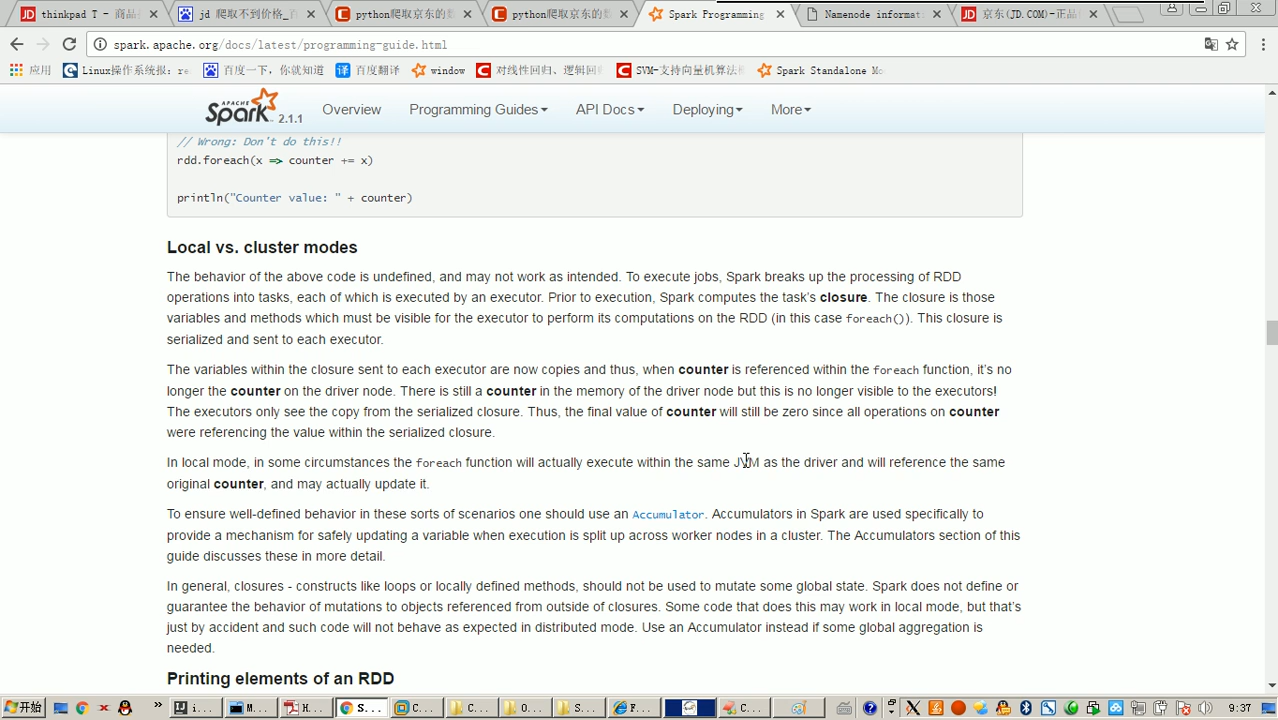 thinkpad T - 商品
jd 爬取不到价格_百
python爬取京东的
python爬取京东的
Spark Programming
Namenode informat
京东(JD.COM)-正品
spark.apache.org/docs/latest/programming-guide.html
应用
Linux操作系统报: re
百度一下，你就知道
百度翻译
window
对线性回归、逻辑回
SVM-支持向量机算法
Spark Standalone Mo
APACHE Spark 2.1.1
Overview
Programming Guides
API Docs
Deploying
More
// Wrong: Don't do this!!
rdd.foreach(x => counter += x)
println("Counter value: " + counter)
Local vs. cluster modes
The behavior of the above code is undefined, and may not work as intended. To execute jobs, Spark breaks up the processing of RDD
operations into tasks, each of which is executed by an executor. Prior to execution, Spark computes the task's closure. The closure is those
variables and methods which must be visible for the executor to perform its computations on the RDD (in this case foreach()). This closure is
serialized and sent to each executor.
The variables within the closure sent to each executor are now copies and thus, when counter is referenced within the foreach function, it's no
longer the counter on the driver node. There is still a counter in the memory of the driver node but this is no longer visible to the executors!
The executors only see the copy from the serialized closure. Thus, the final value of counter will still be zero since all operations on counter
were referencing the value within the serialized closure.
In local mode, in some circumstances the foreach function will actually execute within the same JVM as the driver and will reference the same
original counter, and may actually update it.
To ensure well-defined behavior in these sorts of scenarios one should use an Accumulator. Accumulators in Spark are used specifically to
provide a mechanism for safely updating a variable when execution is split up across worker nodes in a cluster. The Accumulators section of this
guide discusses these in more detail.
In general, closures - constructs like loops or locally defined methods, should not be used to mutate some global state. Spark does not define or
guarantee the behavior of mutations to objects referenced from outside of closures. Some code that does this may work in local mode, but that's
just by accident and such code will not behave as expected in distributed mode. Use an Accumulator instead if some global aggregation is
needed.
Printing elements of an RDD
开始
i...
M...
H...
S...
C...
C...
O...
S...
F...
C...
9:37